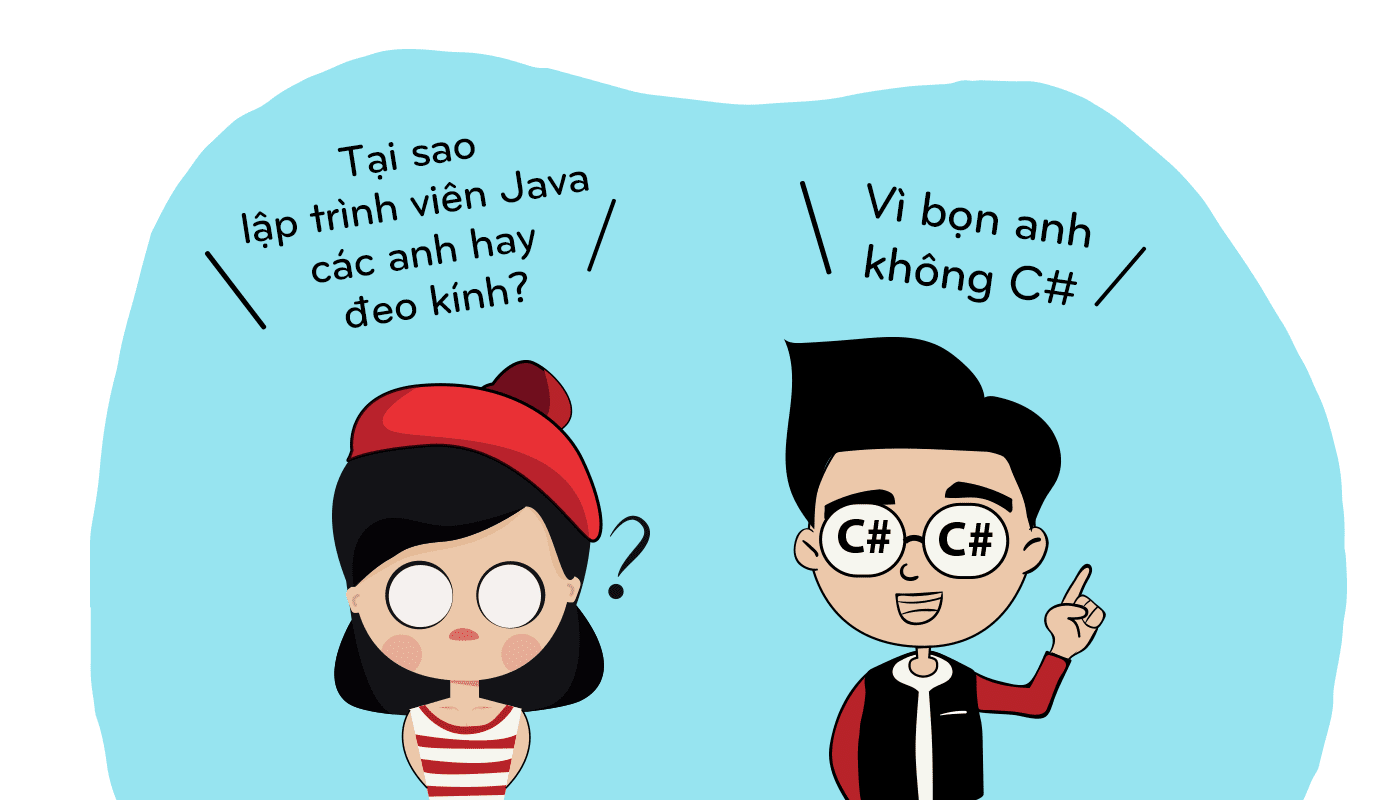 Tại sao
lập trình viên Java
các anh hay
đeo kính?
Vì bọn anh
không C#
?
C# C#